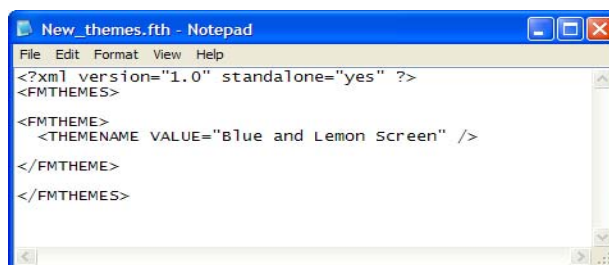 New_themes.fth - Notepad
File Edit Format View Help
<?xml version="1.0" standalone="yes" ?>
<FMTHEMES>
<FMTHEME>
<THEMENAME VALUE="Blue and Lemon Screen" />
</FMTHEME>
</FMTHEMES>